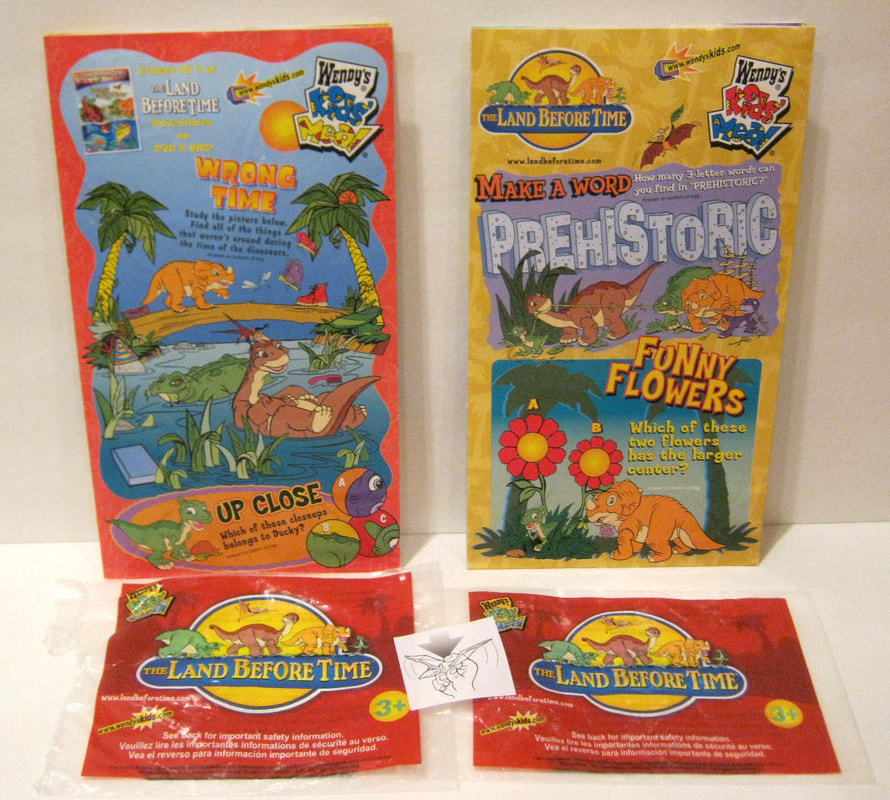 THE LAND BEFORE TIME
Adventures
on
DVD & VHS!
www.wendyskids.com
WENDY'S
KIDS'
MEAL
WRONG
TIME
Study the picture below.
Find all of the things
that weren't around during
the time of the dinosaurs.
UP CLOSE
Which of these closeups
belongs to Ducky?
A
B
C
THE LAND BEFORE TIME
www.landbeforetime.com
www.wendyskids.com
WENDY'S
KIDS'
MEAL
MAKE A WORD
How many 3-letter words can
you find in "PREHISTORIC?"
PREHISTORIC
FUNNY
FLOWERS
A
B
Which of these
two flowers
has the larger
center?
WENDY'S
THE LAND BEFORE TIME
www.landbeforetime.com
3+
www.wendyskids.com
See back for important safety information.
Veuillez lire les importantes informations de sécurité au verso.
Vea el reverso para información importante de seguridad.
WENDY'S
THE LAND BEFORE TIME
www.landbeforetime.com
3+
www.wendyskids.com
See back for important safety information.
Veuillez lire les importantes informations de sécurité au verso.
Vea el reverso para información importante de seguridad.